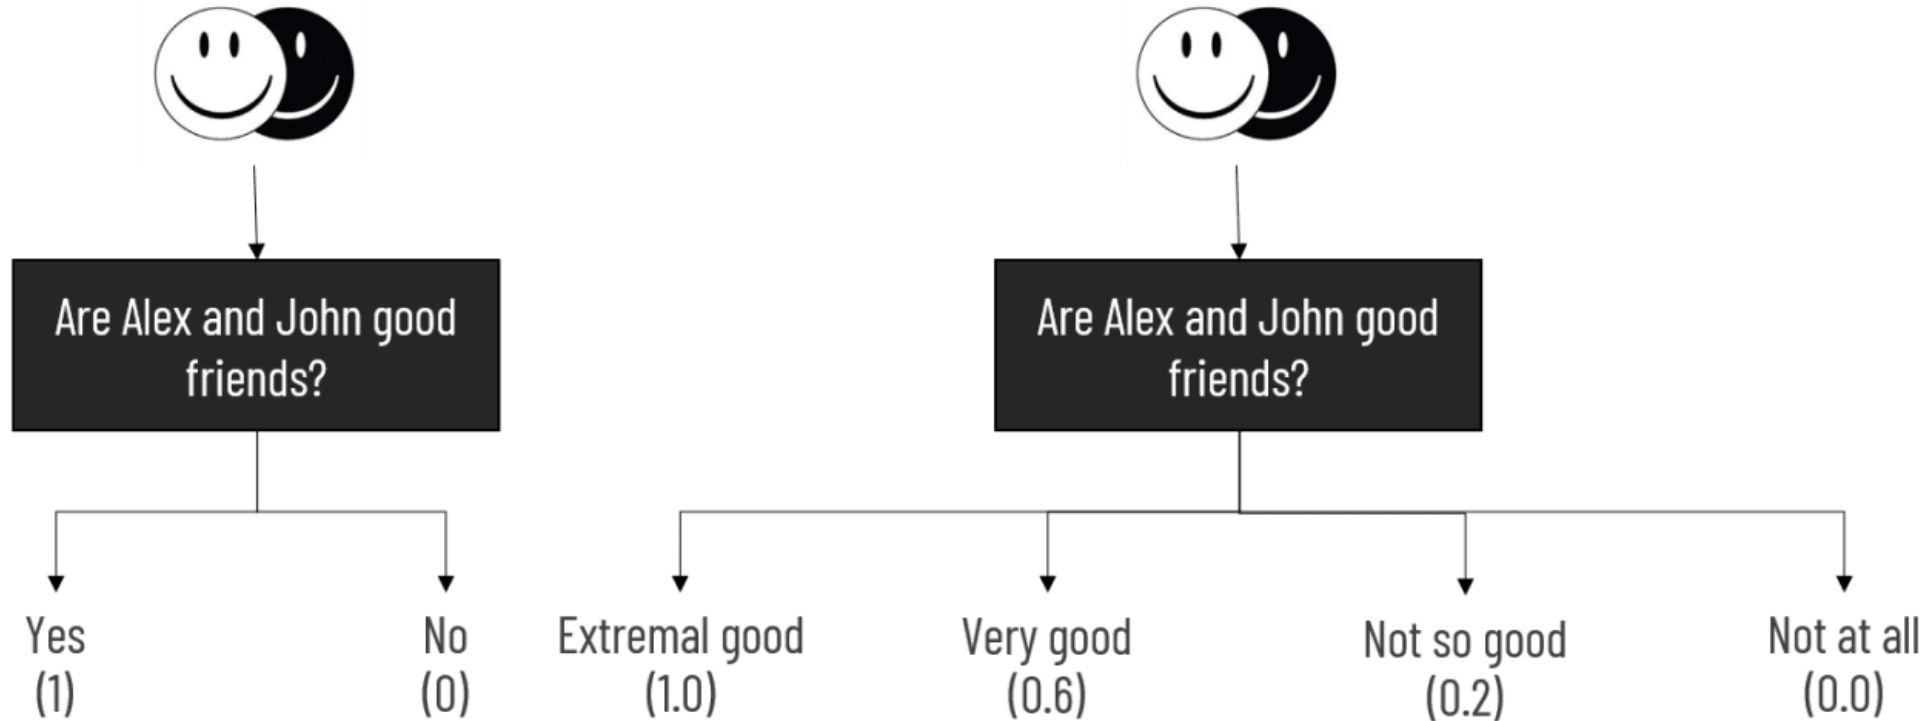 Are Alex and John good
friends?
Yes
(1)
No
(0)
Are Alex and John good
friends?
Extremal good
(1.0)
Very good
(0.6)
Not so good
(0.2)
Not at all
(0.0)